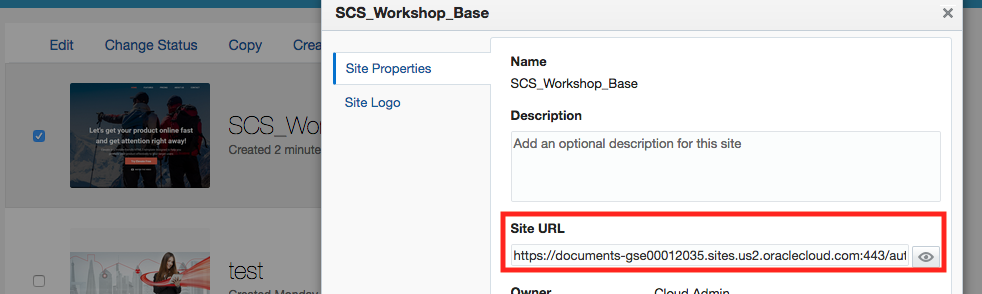 SCS_Workshop_Base
Edit
Change Status
Copy
Site Properties
Site Logo
Name
SCS_Workshop_Base
Description
Add an optional description for this site
Let's get your product online fast
and get attention right away!
SCS_Wor
Created 2 minute
Site URL
https://documents-gse00012035.sites.us2.oraclecloud.com:443/aut
test
Created Monday
Owner
Cloud Admin